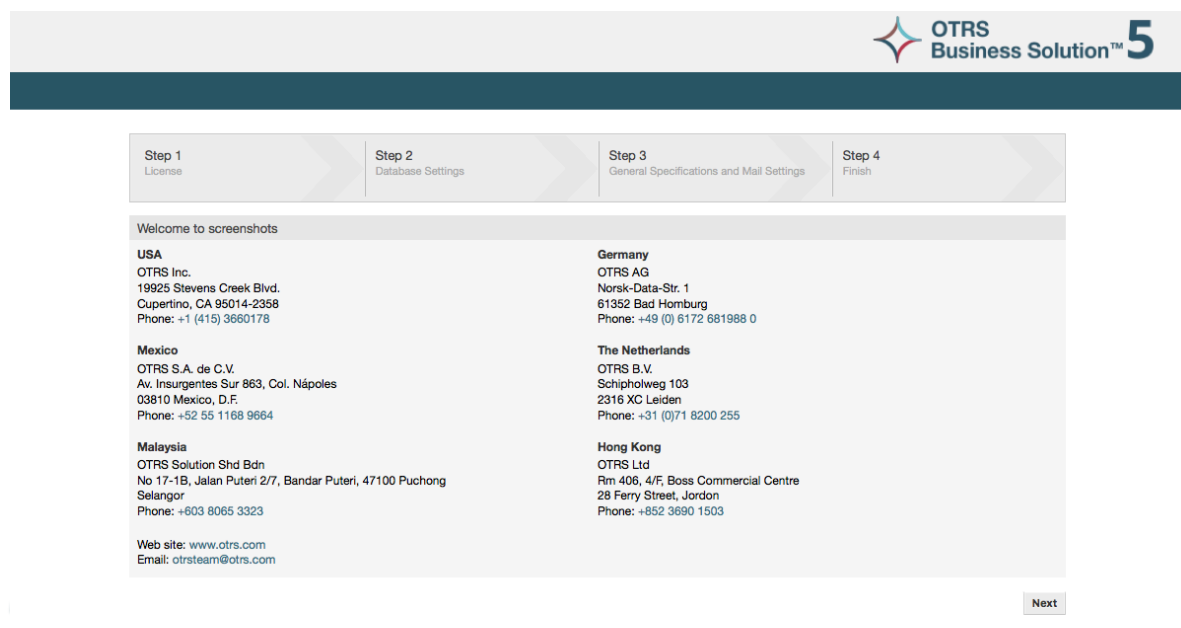 OTRS
Business Solution™ 5
Step 1
License
Step 2
Database Settings
Step 3
General Specifications and Mail Settings
Step 4
Finish
Welcome to screenshots
USA
OTRS Inc.
19925 Stevens Creek Blvd.
Cupertino, CA 95014-2358
Phone: +1 (415) 3660178
Germany
OTRS AG
Norsk-Data-Str. 1
61352 Bad Homburg
Phone: +49 (0) 6172 681988 0
Mexico
OTRS S.A. de C.V.
Av. Insurgentes Sur 863, Col. Nápoles
03810 Mexico, D.F.
Phone: +52 55 1168 9664
The Netherlands
OTRS B.V.
Schipholweg 103
2316 XC Leiden
Phone: +31 (0)71 8200 255
Malaysia
OTRS Solution Shd Bdn
No 17-1B, Jalan Puteri 2/7, Bandar Puteri, 47100 Puchong
Selangor
Phone: +603 8065 3323
Hong Kong
OTRS Ltd
Rm 406, 4/F, Boss Commercial Centre
28 Ferry Street, Jordon
Phone: +852 3690 1503
Web site: www.otrs.com
Email: otrsteam@otrs.com
Next